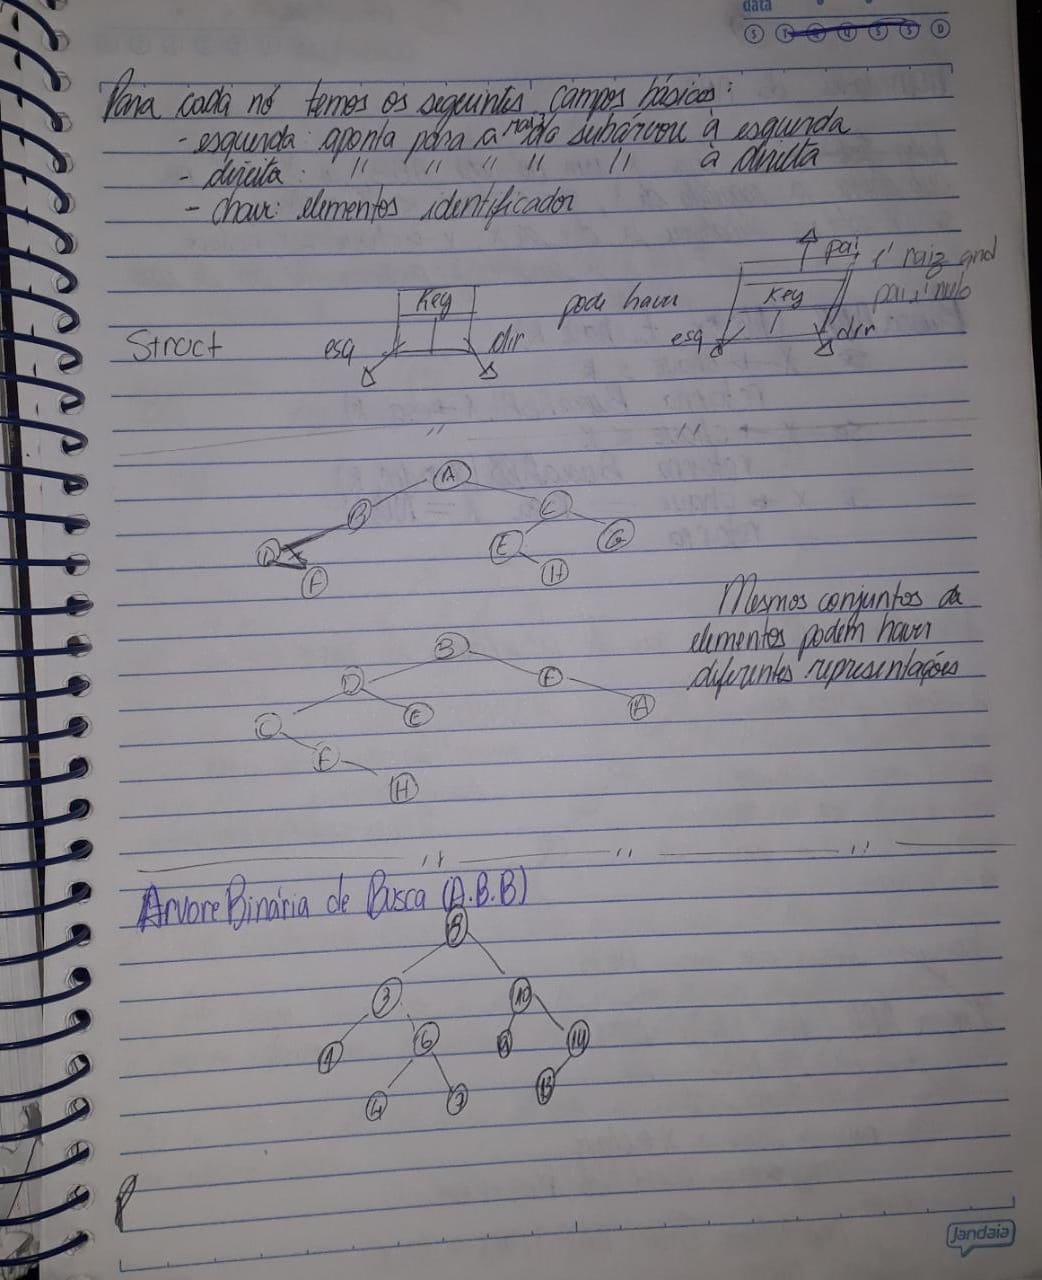 data
S T Q Q S S D
Para cada nó temos os seguintes campos básicos:
- esquerda: aponta para a raiz da subárvore à esquerda
- direita: " " " " " à direita
- chave: elementos identificador
pai é raiz qnd
Key pode haver Key pai é nulo
Struct esq dir esq dir
A
B C
D E G
F H
Mesmos conjuntos de
elementos podem haver
diferentes representações
B
D F
C E A
F
H
Arvore Binária de Busca (A.B.B)
8
3 10
1 6 9 14
4 7 13
Jandaia